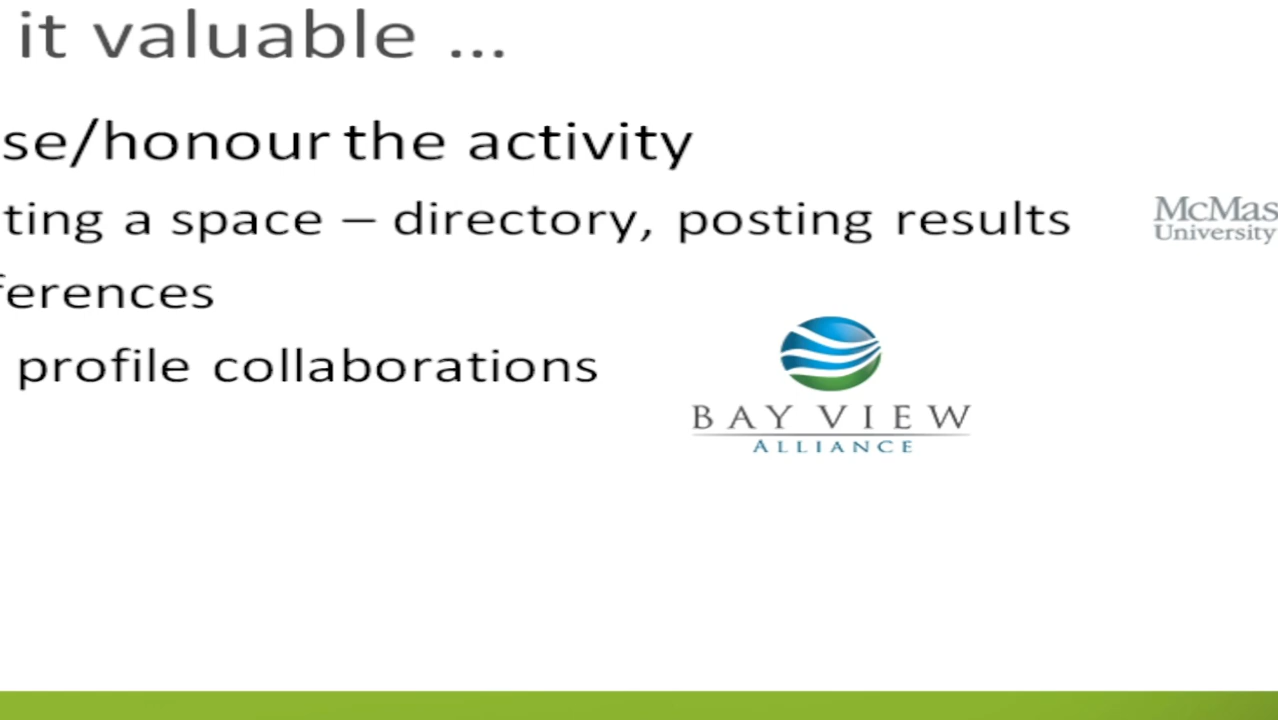 it valuable ...
se/honour the activity
ting a space – directory, posting results
McMas
University
ferences
profile collaborations
BAY VIEW
ALLIANCE